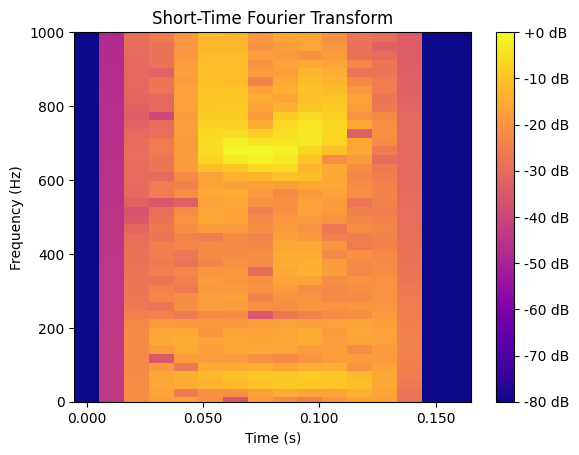 Short-Time Fourier Transform
1000
800
600
400
200
0
Frequency (Hz)
0.000
0.050
0.100
0.150
Time (s)
+0 dB
-10 dB
-20 dB
-30 dB
-40 dB
-50 dB
-60 dB
-70 dB
-80 dB